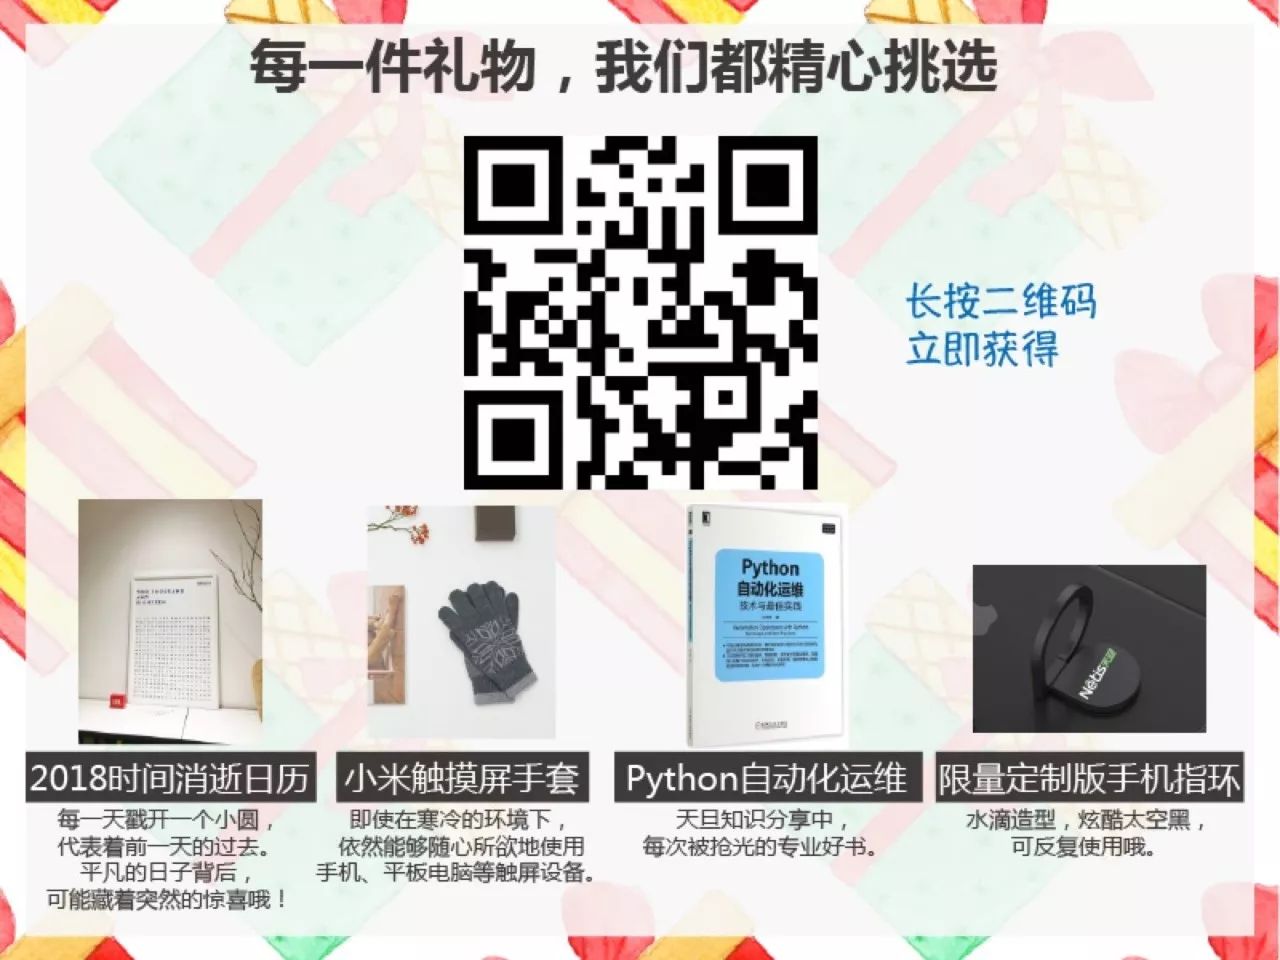 每一件礼物，我们都精心挑选
长按二维码
立即获得
Python
自动化运维
技术与最佳实践
Netis天旦
2018时间消逝日历
小米触摸屏手套
Python自动化运维
限量定制版手机指环
每一天戳开一个小圆，
代表着前一天的过去。
平凡的日子背后，
可能藏着突然的惊喜哦！
即使在寒冷的环境下，
依然能够随心所欲地使用
手机、平板电脑等触屏设备。
天旦知识分享中，
每次被抢光的专业好书。
水滴造型，炫酷太空黑，
可反复使用哦。